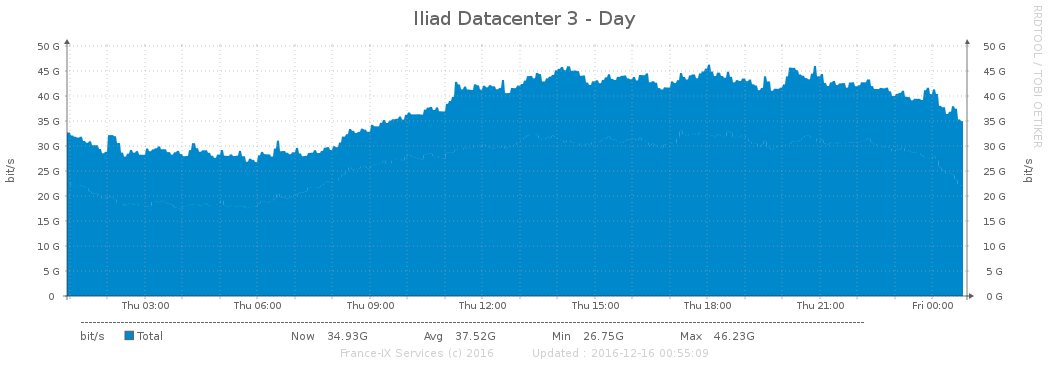 Iliad Datacenter 3 - Day
RRDTOOL / TOBI OETIKER
bit/s
50 G
45 G
40 G
35 G
30 G
25 G
20 G
15 G
10 G
5 G
0
50 G
45 G
40 G
35 G
30 G
25 G
20 G
15 G
10 G
5 G
0 G
bit/s
Thu 03:00 Thu 06:00 Thu 09:00 Thu 12:00 Thu 15:00 Thu 18:00 Thu 21:00 Fri 00:00
bit/s Total Now 34.93G Avg 37.52G Min 26.75G Max 46.23G
France-IX Services (c) 2016 Updated : 2016-12-16 00:55:09